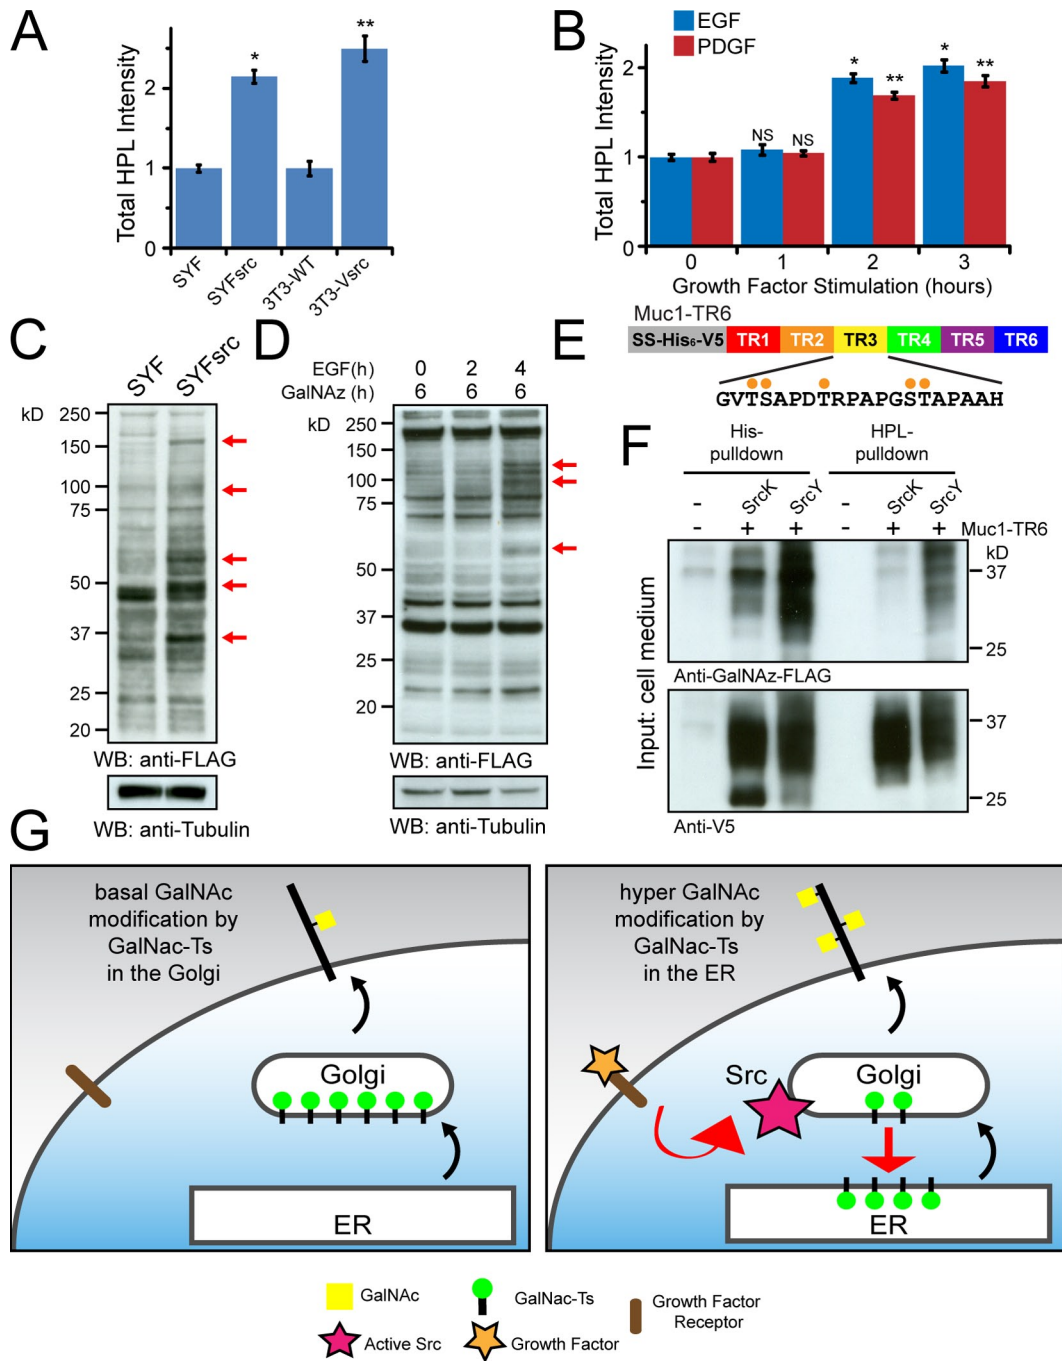 A
Total HPL Intensity
2
1
0
*
**
SYF
SYFsrc
3T3-WT
3T3-Vsrc
B
EGF
PDGF
Total HPL Intensity
2
1
0
NS
NS
*
**
*
**
0 1 2 3
Growth Factor Stimulation (hours)
C
SYF
SYFsrc
kD
250
150
100
75
50
37
25
20
WB: anti-FLAG
WB: anti-Tubulin
D
EGF(h) 0 2 4
GalNAz (h) 6 6 6
kD
250
150
100
75
50
37
25
20
WB: anti-FLAG
WB: anti-Tubulin
E
Muc1-TR6
SS-His₆-V5 TR1 TR2 TR3 TR4 TR5 TR6
GVTSAPDTRPAPGSTAPAAH
F
His-pulldown
HPL-pulldown
- SrcK SrcY - SrcK SrcY
+ + + + Muc1-TR6
kD
37
25
Anti-GalNAz-FLAG
37
25
Anti-V5
Input: cell medium
G
basal GalNAc
modification by
GalNac-Ts
in the Golgi
Golgi
ER
hyper GalNAc
modification by
GalNac-Ts
in the ER
Src
Golgi
ER
GalNAc
GalNac-Ts
Growth Factor
Receptor
Active Src
Growth Factor